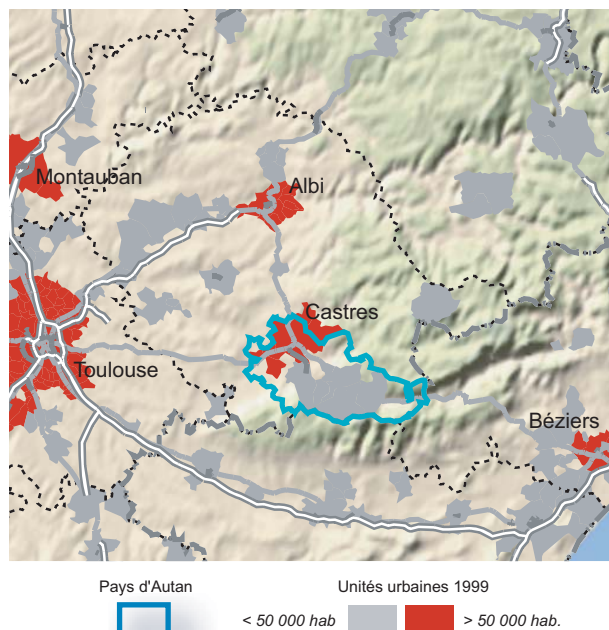 Montauban
Albi
Castres
Toulouse
Béziers
Pays d'Autan
Unités urbaines 1999
< 50 000 hab
> 50 000 hab.